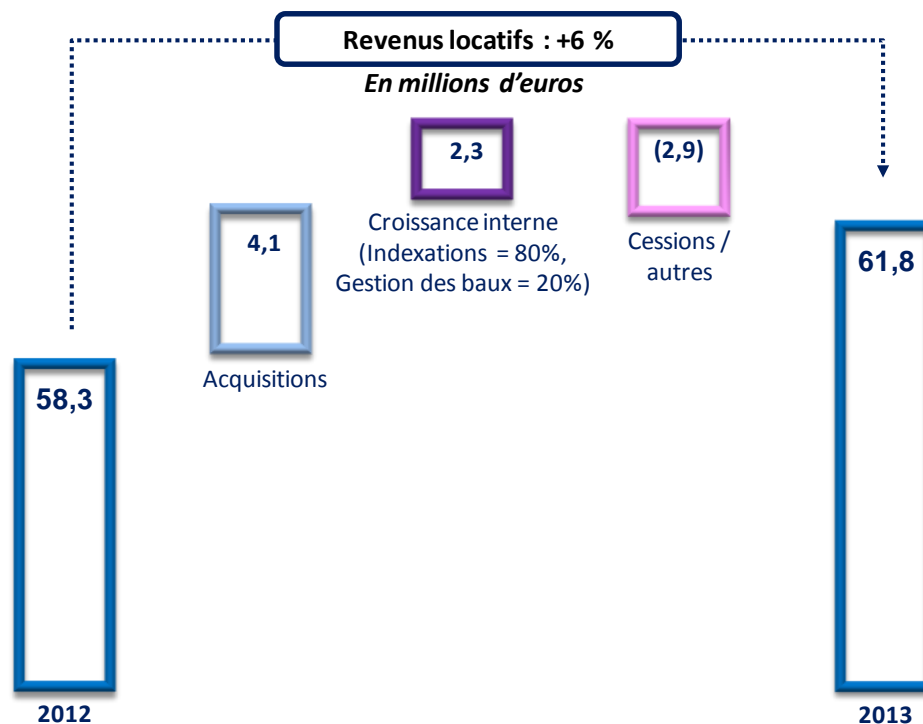 Revenus locatifs : +6 %
En millions d’euros
2,3
(2,9)
4,1
Croissance interne
(Indexations = 80%,
Gestion des baux = 20%)
Cessions /
autres
61,8
Acquisitions
58,3
2012
2013